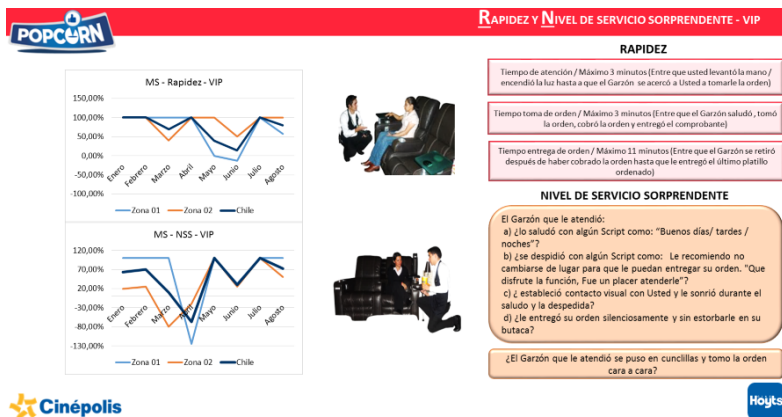 POPCORN
RAPIDEZ Y NIVEL DE SERVICIO SORPRENDENTE - VIP
MS - Rapidez - VIP
150,00%
100,00%
50,00%
0,00%
-50,00%
-100,00%
Enero
Febrero
Marzo
Abril
Mayo
Junio
Julio
Agosto
Zona 01
Zona 02
Chile
MS - NSS - VIP
120,00%
70,00%
20,00%
-30,00%
-80,00%
-130,00%
Enero
Febrero
Marzo
Abril
Mayo
Junio
Julio
Agosto
Zona 01
Zona 02
Chile
RAPIDEZ
Tiempo de atención / Máximo 3 minutos (Entre que usted levantó la mano /
encendió la luz hasta a que el Garzón se acercó a Usted a tomarle la orden)
Tiempo toma de orden / Máximo 3 minutos (Entre que el Garzón saludó , tomó
la orden, cobró la orden y entregó el comprobante)
Tiempo entrega de orden / Máximo 11 minutos (Entre que el Garzón se retiró
después de haber cobrado la orden hasta que le entregó el último platillo
ordenado)
NIVEL DE SERVICIO SORPRENDENTE
El Garzón que le atendió:
a) ¿lo saludó con algún Script como: "Buenos días/ tardes /
noches"?
b) ¿se despidió con algún Script como: Le recomiendo no
cambiarse de lugar para que le puedan entregar su orden. "Que
disfrute la función, Fue un placer atenderle"?
c) ¿ estableció contacto visual con Usted y le sonrió durante el
saludo y la despedida?
d) ¿le entregó su orden silenciosamente y sin estorbarle en su
butaca?
¿El Garzón que le atendió se puso en cunclillas y tomo la orden
cara a cara?
Cinépolis
Hoyts